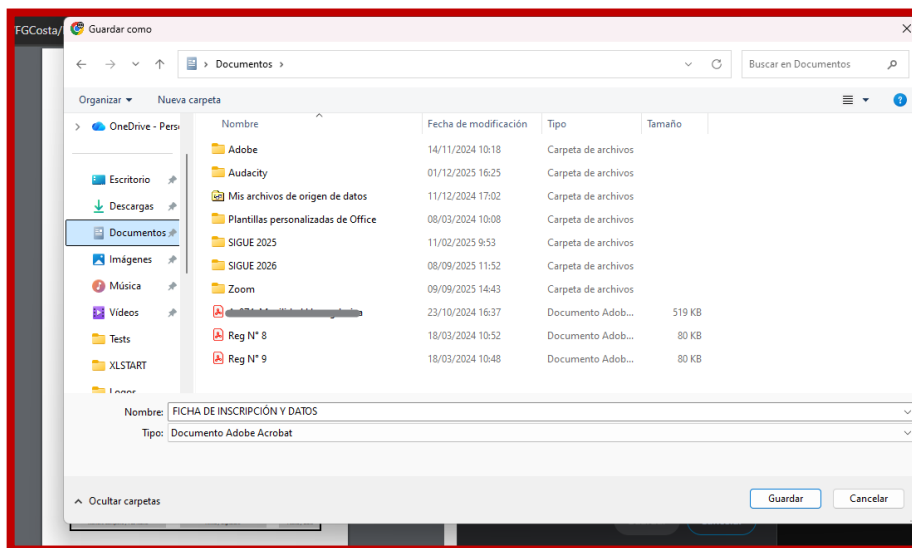 FGCosta/
Guardar como
Documentos
Buscar en Documentos
Organizar
Nueva carpeta
OneDrive - Pers
Nombre Fecha de modificación Tipo Tamaño
Adobe 14/11/2024 10:18 Carpeta de archivos
Audacity 01/12/2025 16:25 Carpeta de archivos
Escritorio
Mis archivos de origen de datos 11/12/2024 17:02 Carpeta de archivos
Descargas
Plantillas personalizadas de Office 08/03/2024 10:08 Carpeta de archivos
Documentos
SIGUE 2025 11/02/2025 9:53 Carpeta de archivos
Imágenes
SIGUE 2026 08/09/2025 11:52 Carpeta de archivos
Música
Zoom 09/09/2025 14:43 Carpeta de archivos
Vídeos
23/10/2024 16:37 Documento Adob... 519 KB
Tests
Reg N° 8 18/03/2024 10:52 Documento Adob... 80 KB
XLSTART
Reg N° 9 18/03/2024 10:48 Documento Adob... 80 KB
Logos
Nombre: FICHA DE INSCRIPCIÓN Y DATOS
Tipo: Documento Adobe Acrobat
Ocultar carpetas
Guardar
Cancelar